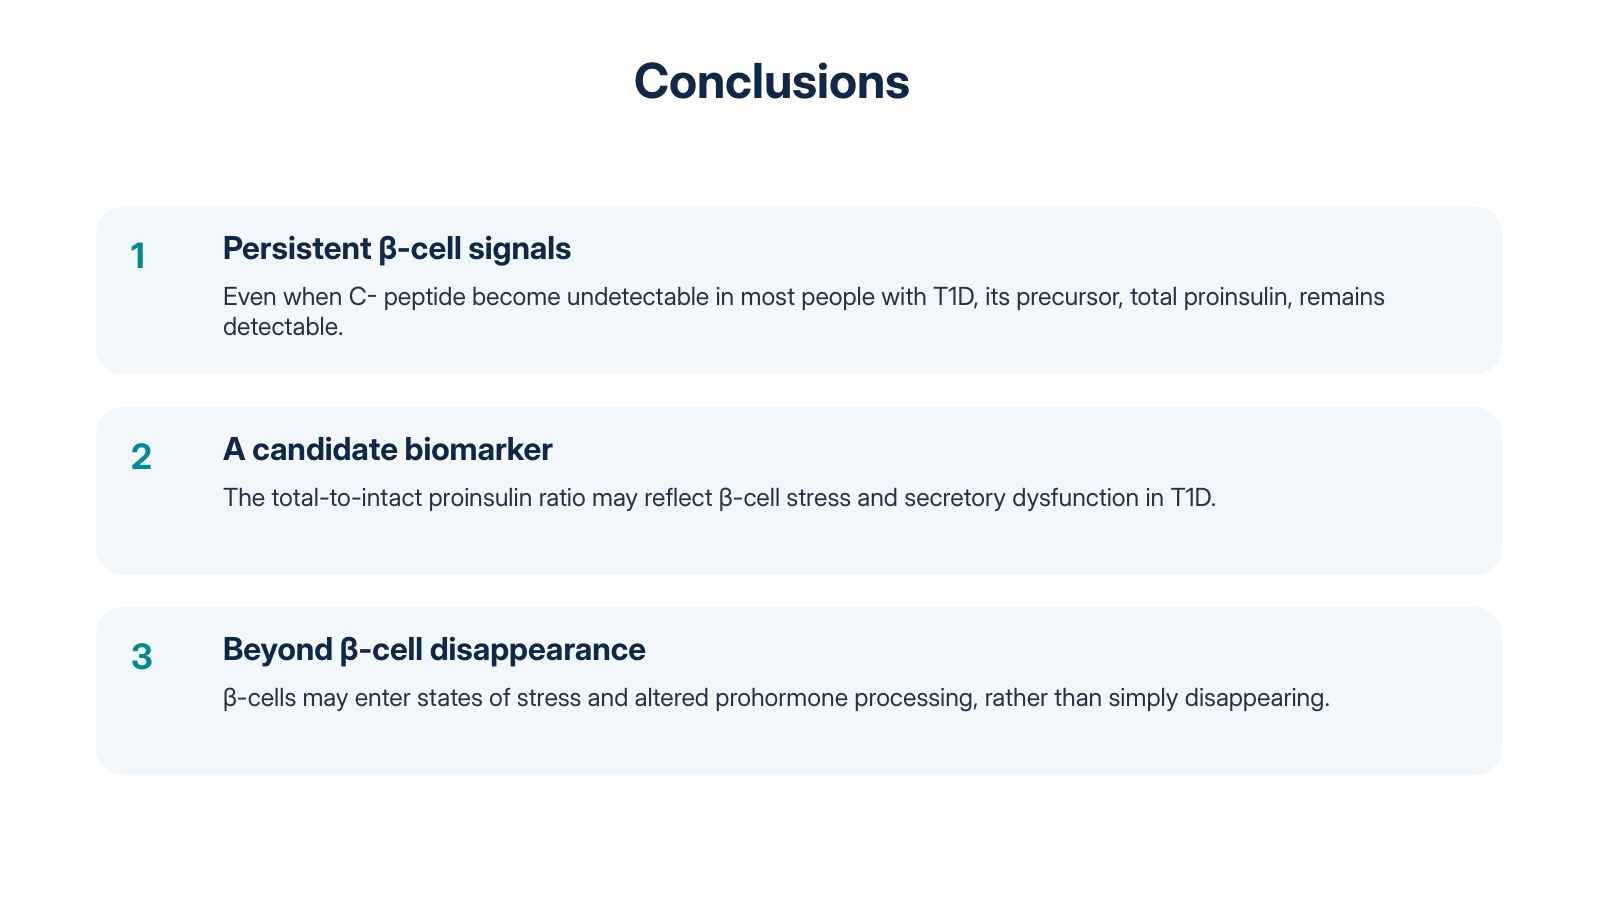 Conclusions
1
Persistent β-cell signals
Even when C- peptide become undetectable in most people with T1D, its precursor, total proinsulin, remains
detectable.
2
A candidate biomarker
The total-to-intact proinsulin ratio may reflect β-cell stress and secretory dysfunction in T1D.
3
Beyond β-cell disappearance
β-cells may enter states of stress and altered prohormone processing, rather than simply disappearing.